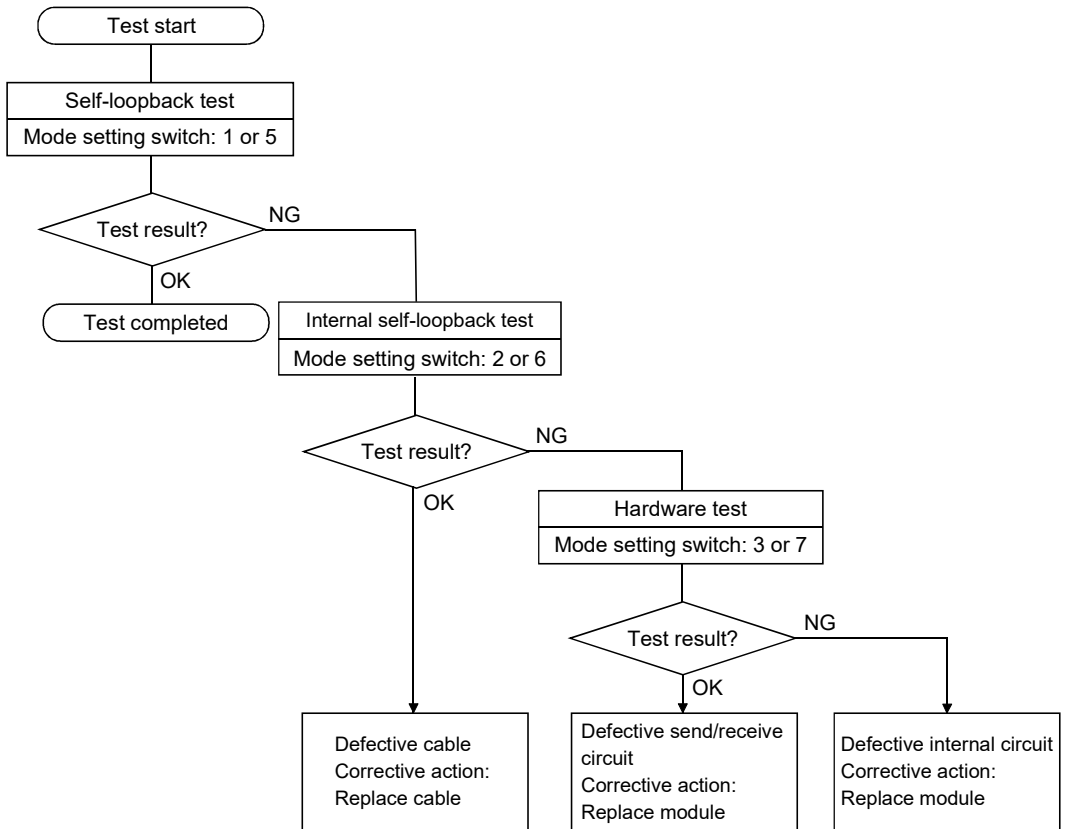 Test start
Self-loopback test
Mode setting switch: 1 or 5
Test result?
NG
OK
Test completed
Internal self-loopback test
Mode setting switch: 2 or 6
Test result?
NG
OK
Hardware test
Mode setting switch: 3 or 7
Test result?
NG
OK
Defective cable
Corrective action:
Replace cable
Defective send/receive
circuit
Corrective action:
Replace module
Defective internal circuit
Corrective action:
Replace module